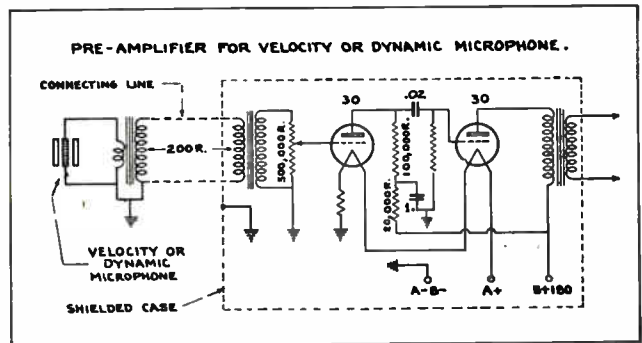 PRE-AMPLIFIER FOR VELOCITY OR DYNAMIC MICROPHONE.
CONNECTING LINE
200R.
500,000R.
30
.02
30
100,000R.
20,000R.
1.
VELOCITY OR
DYNAMIC
MICROPHONE
SHIELDED CASE
A-B-
A+
B+180